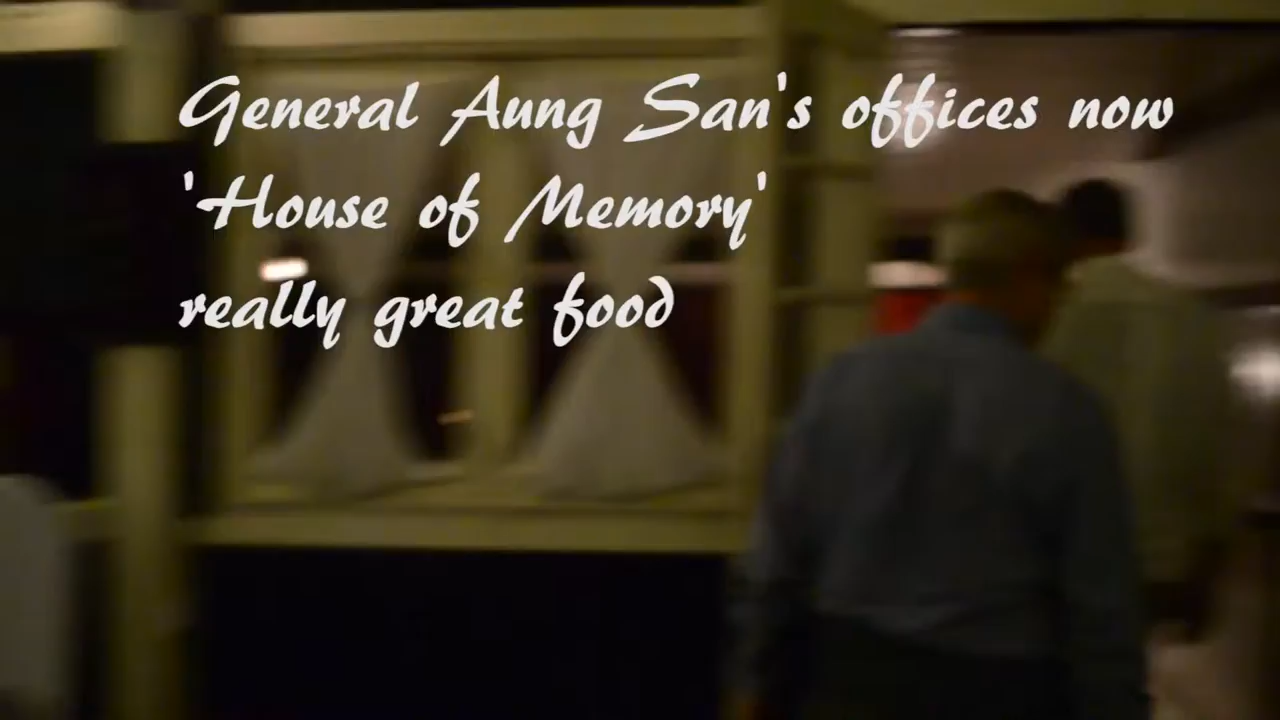 General Aung San's offices now
'House of Memory'
really great food